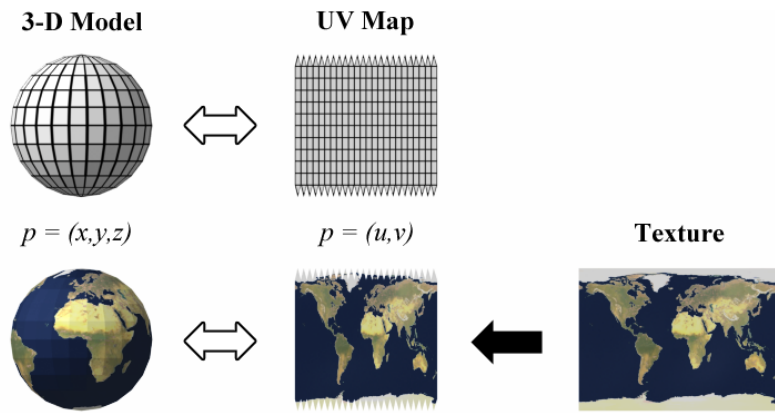 3-D Model
UV Map
p = (x,y,z)
p = (u,v)
Texture